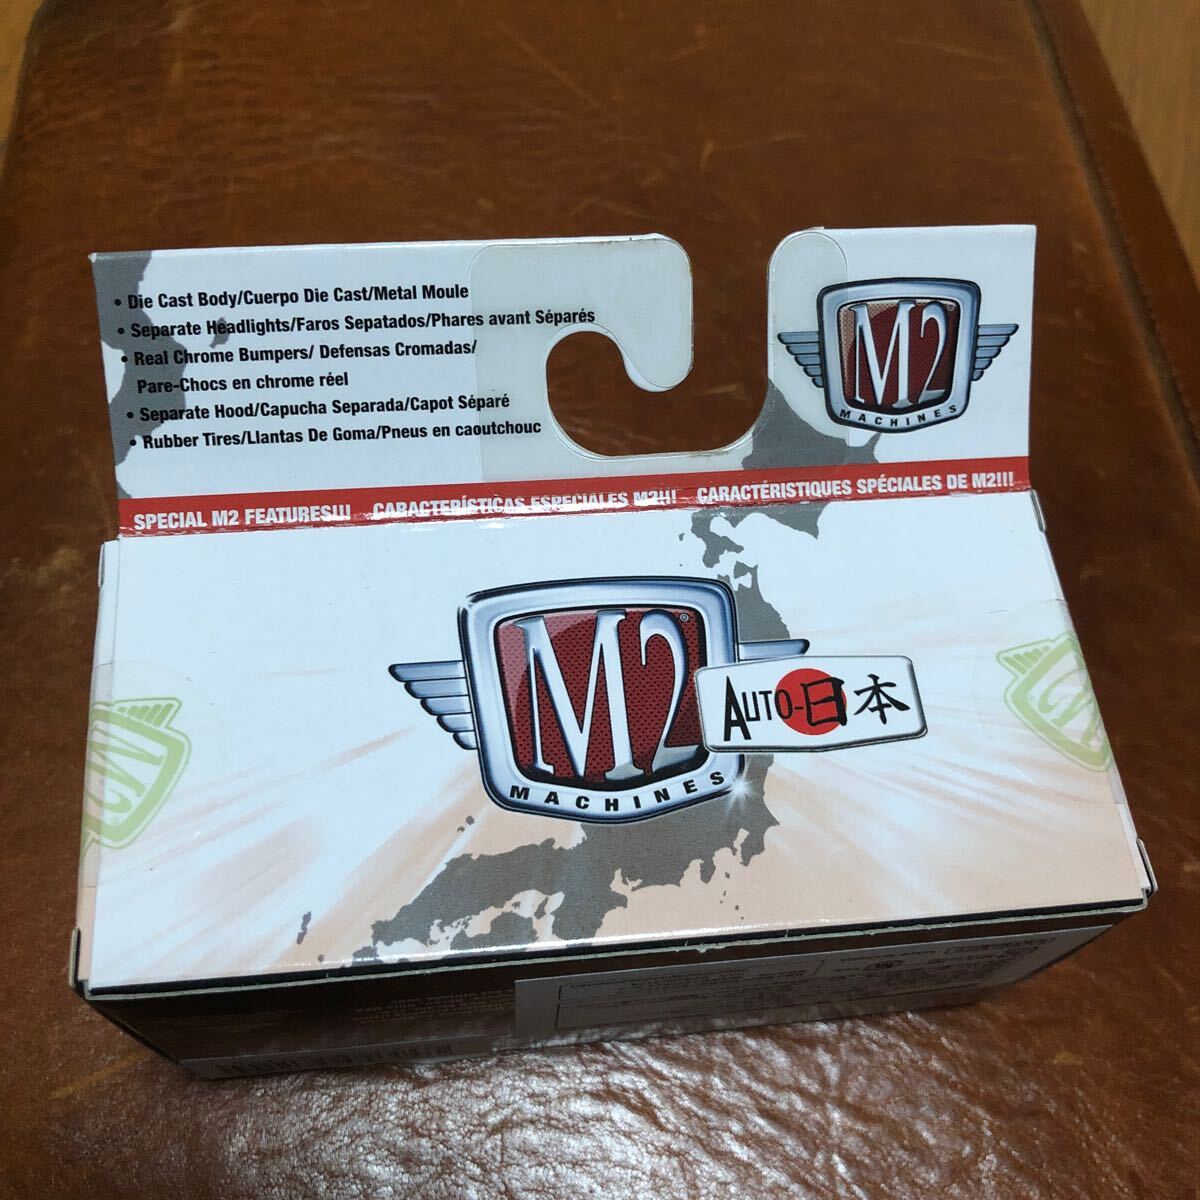 • Die Cast Body/Cuerpo Die Cast/Metal Moule
• Separate Headlights/Faros Sepatados/Phares avant Séparés
• Real Chrome Bumpers/ Defensas Cromadas/
Pare-Chocs en chrome réel
• Separate Hood/Capucha Separada/Capot Séparé
• Rubber Tires/Llantas De Goma/Pneus en caoutchouc
M2
MACHINES
SPECIAL M2 FEATURES!!! CARACTERÍSTICAS ESPECIALES M2!!! CARACTÉRISTIQUES SPÉCIALES DE M2!!!
M2®
MACHINES
AUTO-日本
M2
M2